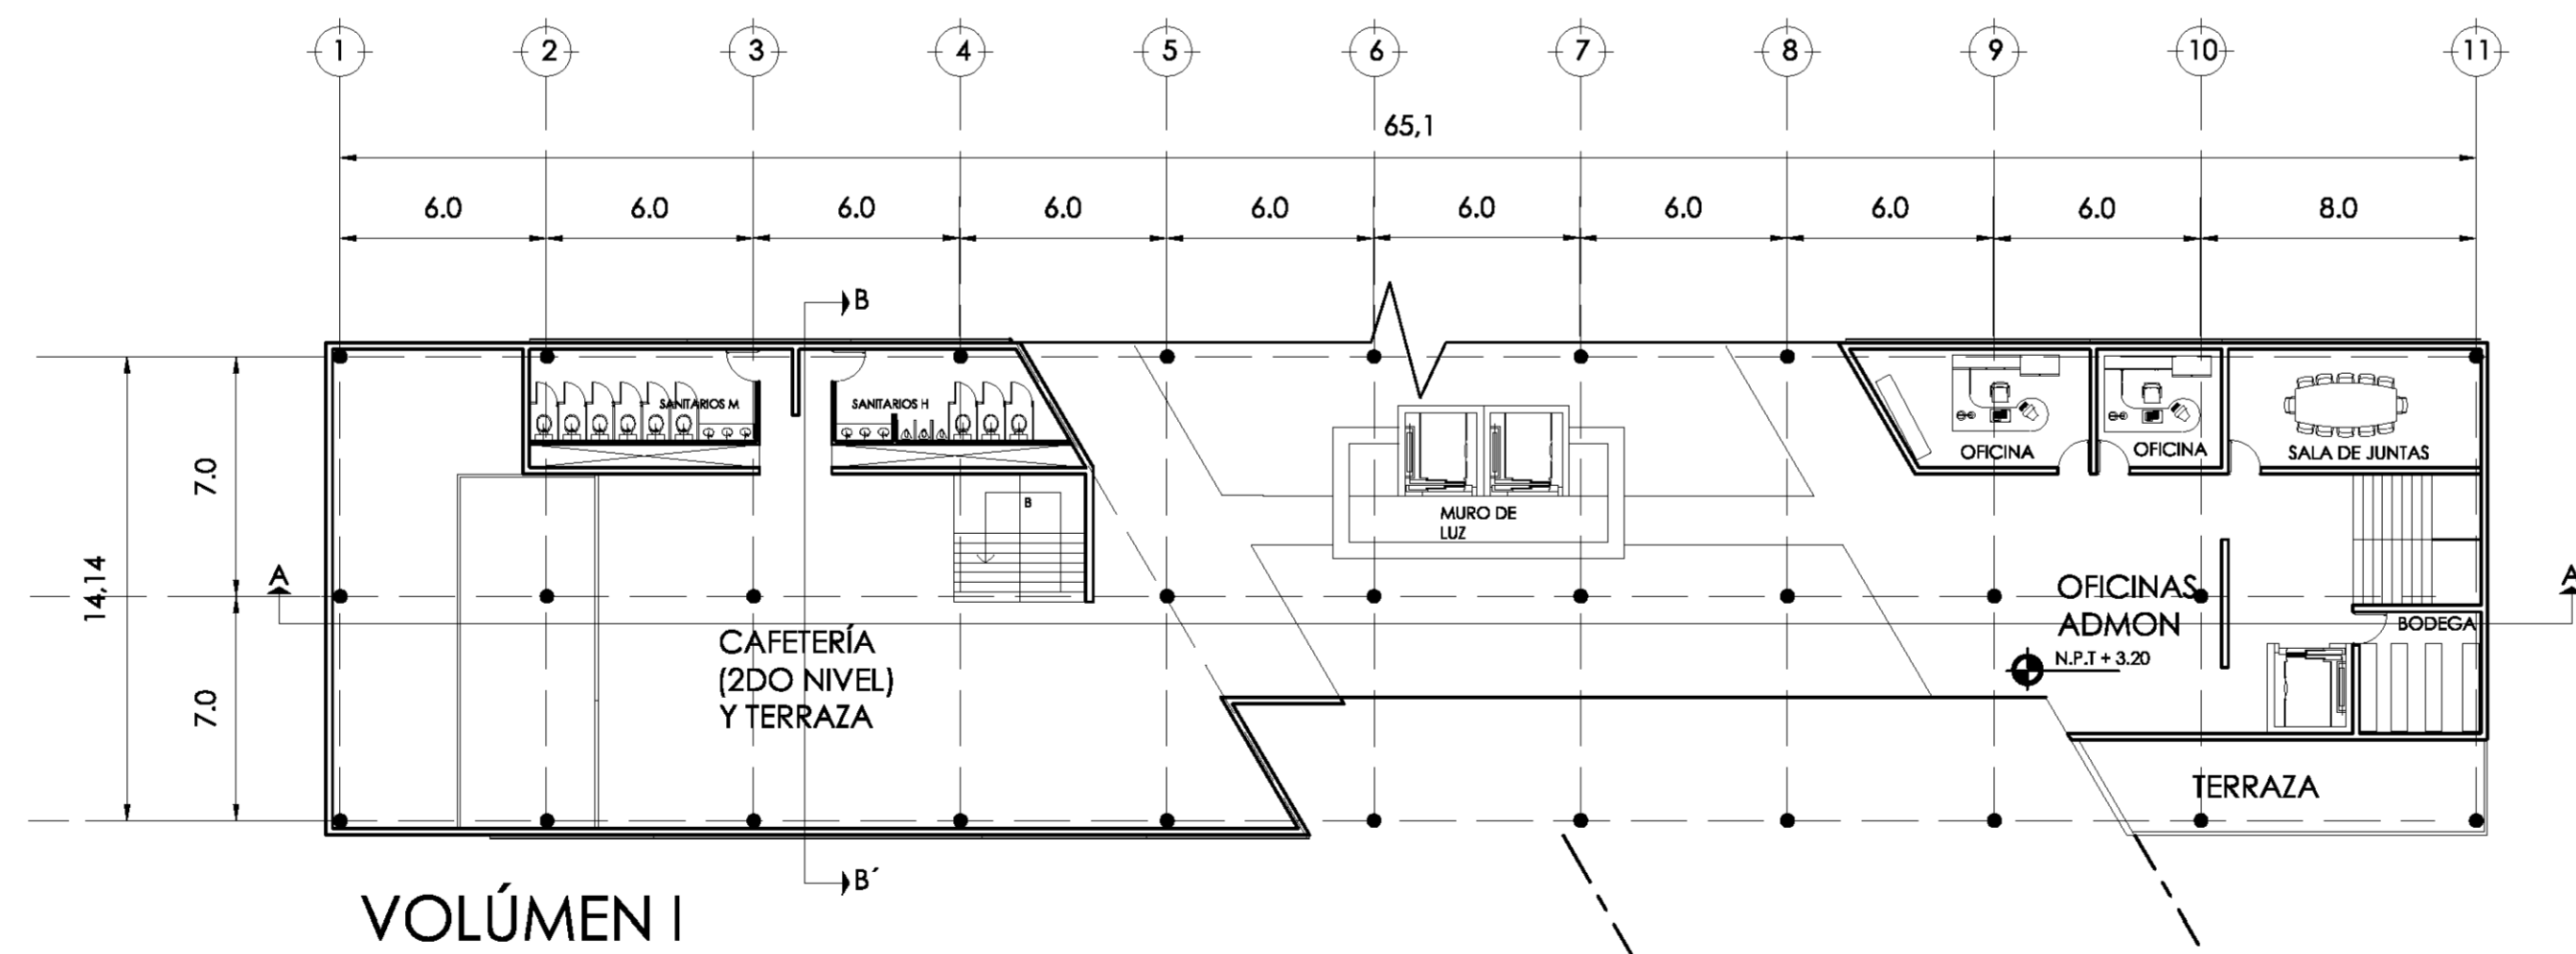 1 2 3 4 5 6 7 8 9 10 11
65,1
6.0 6.0 6.0 6.0 6.0 6.0 6.0 6.0 6.0 8.0
B
SANITARIOS M
SANITARIOS H
OFICINA
OFICINA
SALA DE JUNTAS
7.0
B
MURO DE
LUZ
14,14
A
A
OFICINAS
ADMON
N.P.T + 3.20
BODEGA
CAFETERÍA
(2DO NIVEL)
Y TERRAZA
7.0
TERRAZA
B´
VOLÚMEN I